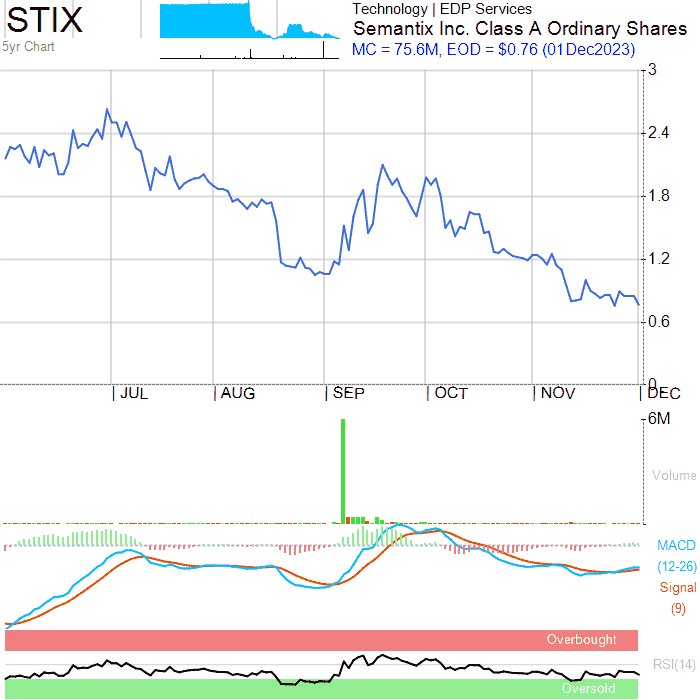 STIX
5yr Chart
Technology | EDP Services
Semantix Inc. Class A Ordinary Shares
MC = 75.6M, EOD = $0.76 (01Dec2023)
3
2.4
1.8
1.2
0.6
0
JUL AUG SEP OCT NOV DEC
6M
Volume
MACD
(12-26)
Signal
(9)
Overbought
RSI(14)
Oversold